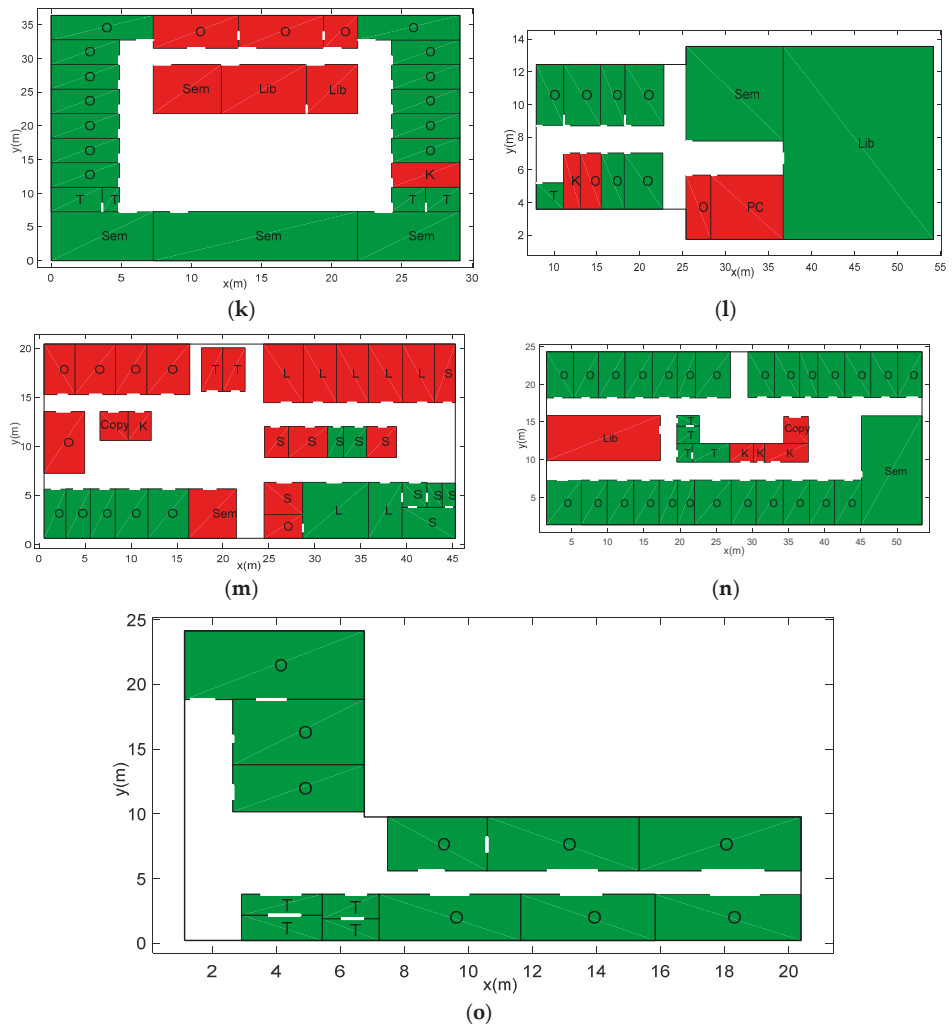 35
30
25
20
15
10
5
0
y(m)
O O O O O
O O
O O
O O
O O
O O
O K
T T T T
Sem Lib Lib
Sem Sem Sem
0 5 10 15 20 25 30
x(m)
(k)
14
12
10
8
6
4
2
y(m)
O O O O Sem Lib
T K O O O O PC
10 15 20 25 30 35 40 45 50 55
x(m)
(l)
20
15
10
5
0
y(m)
O O O O T T L L L L S
O Copy K S S S S S
O O O O O Sem S O L L S S S S
0 5 10 15 20 25 30 35 40 45
x(m)
(m)
25
20
15
10
5
y(m)
O O O O O O O O O O O O O O
Lib T T T T K K K Copy Sem
O O O O O O O O O O O
5 10 15 20 25 30 35 40 45 50
x(m)
(n)
25
20
15
10
5
0
y(m)
O
O
O
O O O
T T O O O
T T
2 4 6 8 10 12 14 16 18 20
x(m)
(o)